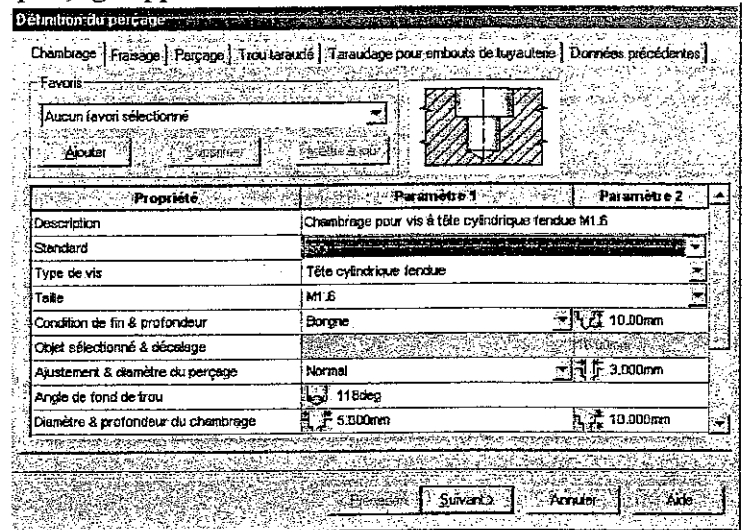 Définition du perçage
Chambrage Fraisage Perçage Trou taraudé Taraudage pour embouts de tuyauterie Données précédentes
Favoris
Aucun favori sélectionné
Ajouter Supprimer
Propriété Paramètre 1 Paramètre 2
Description Chambrage pour vis à tête cylindrique fendue M1.6
Standard
Type de vis Tête cylindrique fendue
Taille M1.6
Condition de fin & profondeur Borgne 10.00mm
Objet sélectionné & décalage
Ajustement & diamètre du perçage Normal 3.000mm
Angle de fond de trou 118deg
Diamètre & profondeur du chambrage 5.000mm 10.000mm
Suivant > Annuler Aide